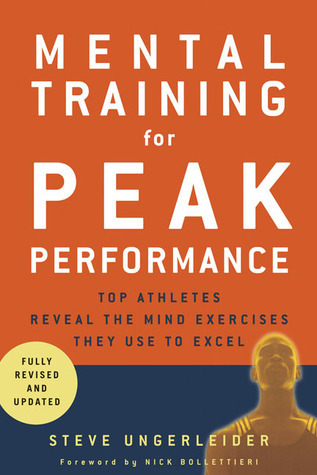 MENTAL
TRAINING
for
PEAK
PERFORMANCE
TOP ATHLETES
REVEAL THE MIND EXERCISES
THEY USE TO EXCEL
FULLY
REVISED
AND
UPDATED
STEVE UNGERLEIDER
Foreword by NICK BOLLETTIERI